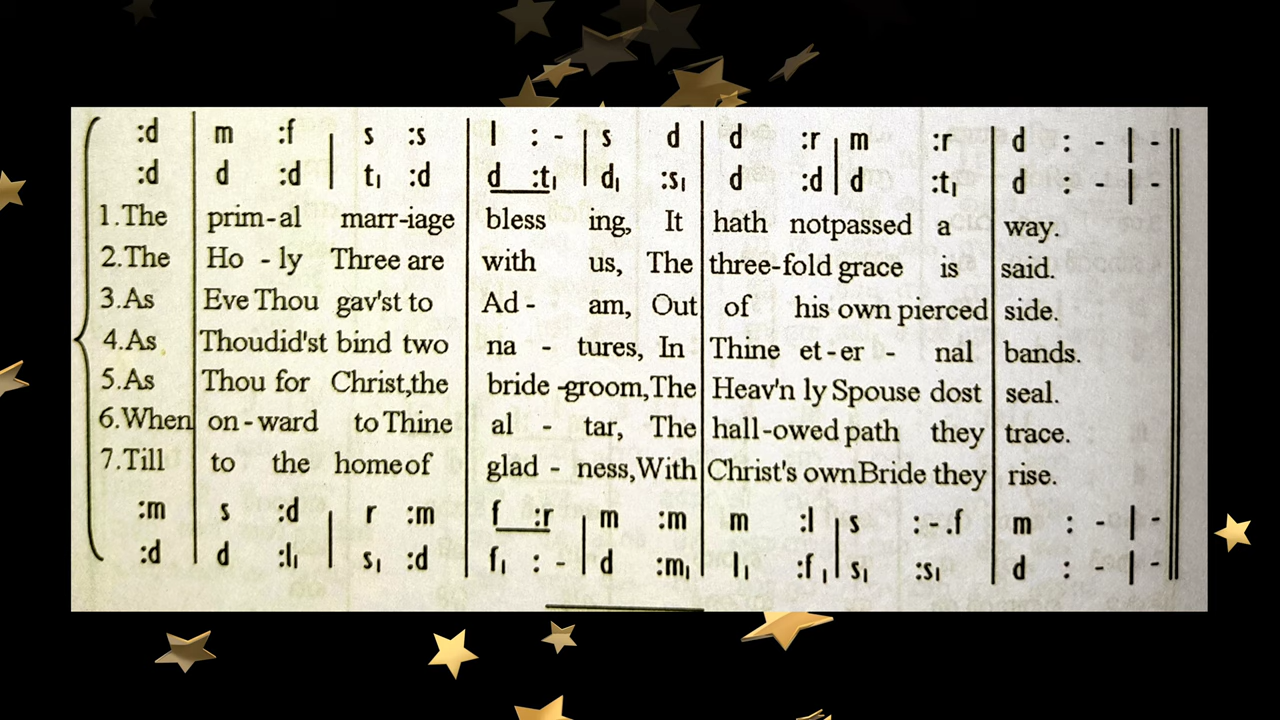 :d | m :f | s :s | l : - | s d | d :r | m :r | d : - | -
:d | d :d | t₁ :d | d :t₁ | d₁ :s₁ | d :d | d :t₁ | d : - | -
1.The prim-al marr-iage bless ing, It hath notpassed a way.
2.The Ho - ly Three are with us, The three-fold grace is said.
3.As Eve Thou gav'st to Ad - am, Out of his own pierced side.
4.As Thoudid'st bind two na - tures, In Thine et-er - nal bands.
5.As Thou for Christ,the bride -groom,The Heav'n ly Spouse dost seal.
6.When on-ward to Thine al - tar, The hall-owed path they trace.
7.Till to the homeof glad - ness,With Christ's ownBride they rise.
:m | s :d | r :m | f :r | m :m | m :l | s :-.f | m : - | -
:d | d :l₁ | s₁ :d | f₁ : - | d :m₁ | l₁ :f₁ | s₁ :s₁ | d : - | -